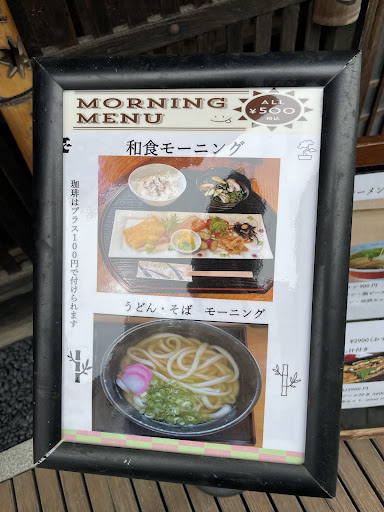 MORNING
MENU
ALL
¥500
税込
和食モーニング
珈琲はプラス100円で付けられます
うどん・そば モーニング